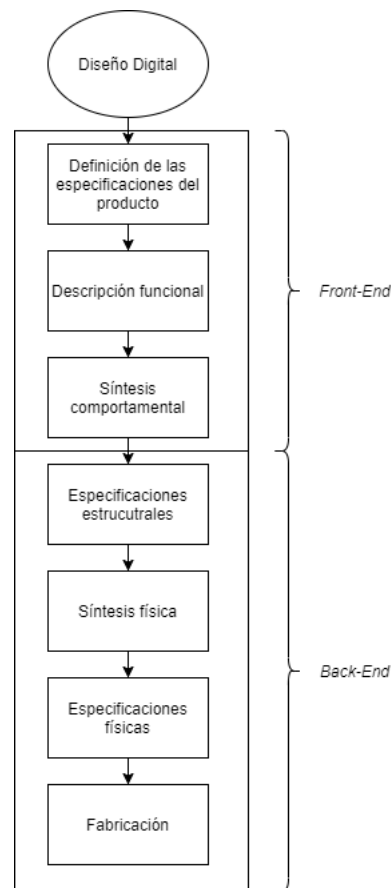 Diseño Digital
Definición de las
especificaciones del
producto
Descripción funcional
Front-End
Síntesis
comportamental
Especificaciones
estrucutrales
Síntesis física
Back-End
Especificaciones
físicas
Fabricación